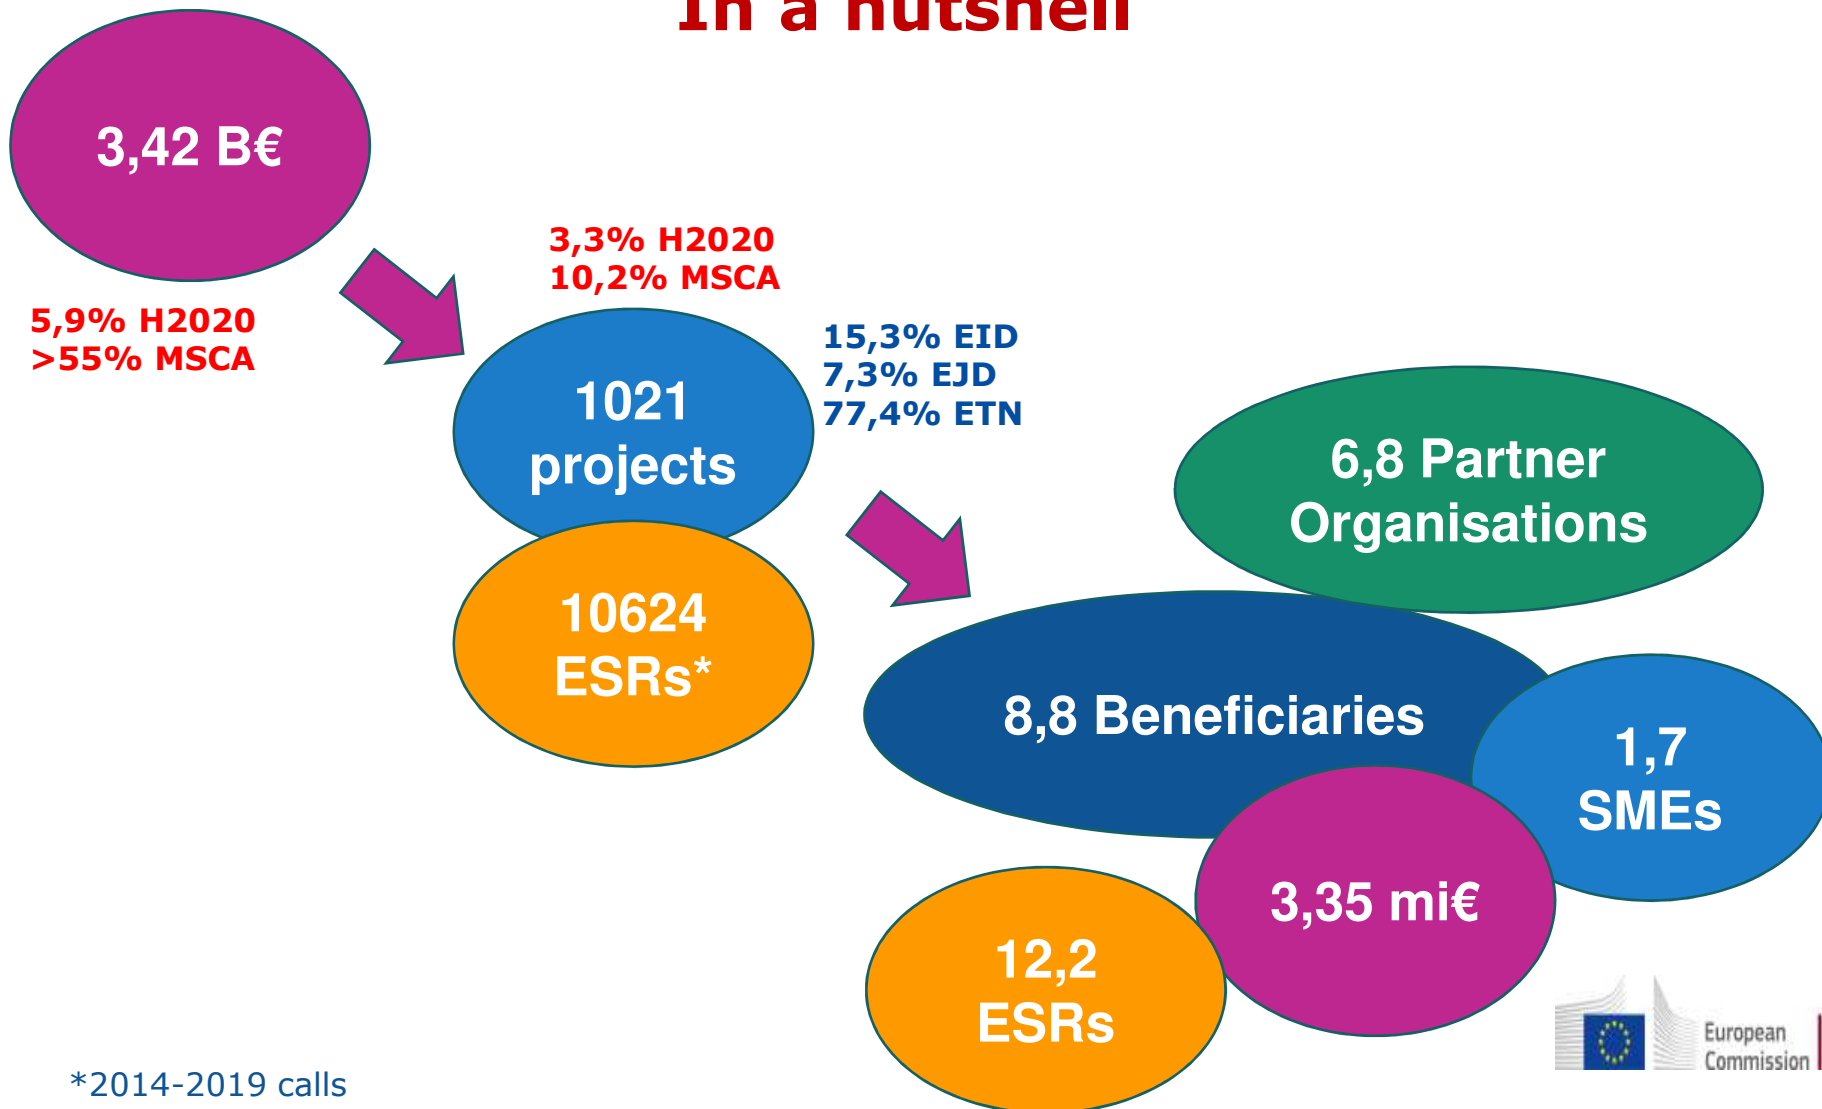 In a nutshell
3,42 B€
5,9% H2020
>55% MSCA
3,3% H2020
10,2% MSCA
1021
projects
10624
ESRs*
15,3% EID
7,3% EJD
77,4% ETN
6,8 Partner
Organisations
8,8 Beneficiaries
1,7
SMEs
3,35 mi€
12,2
ESRs
European
Commission
*2014-2019 calls